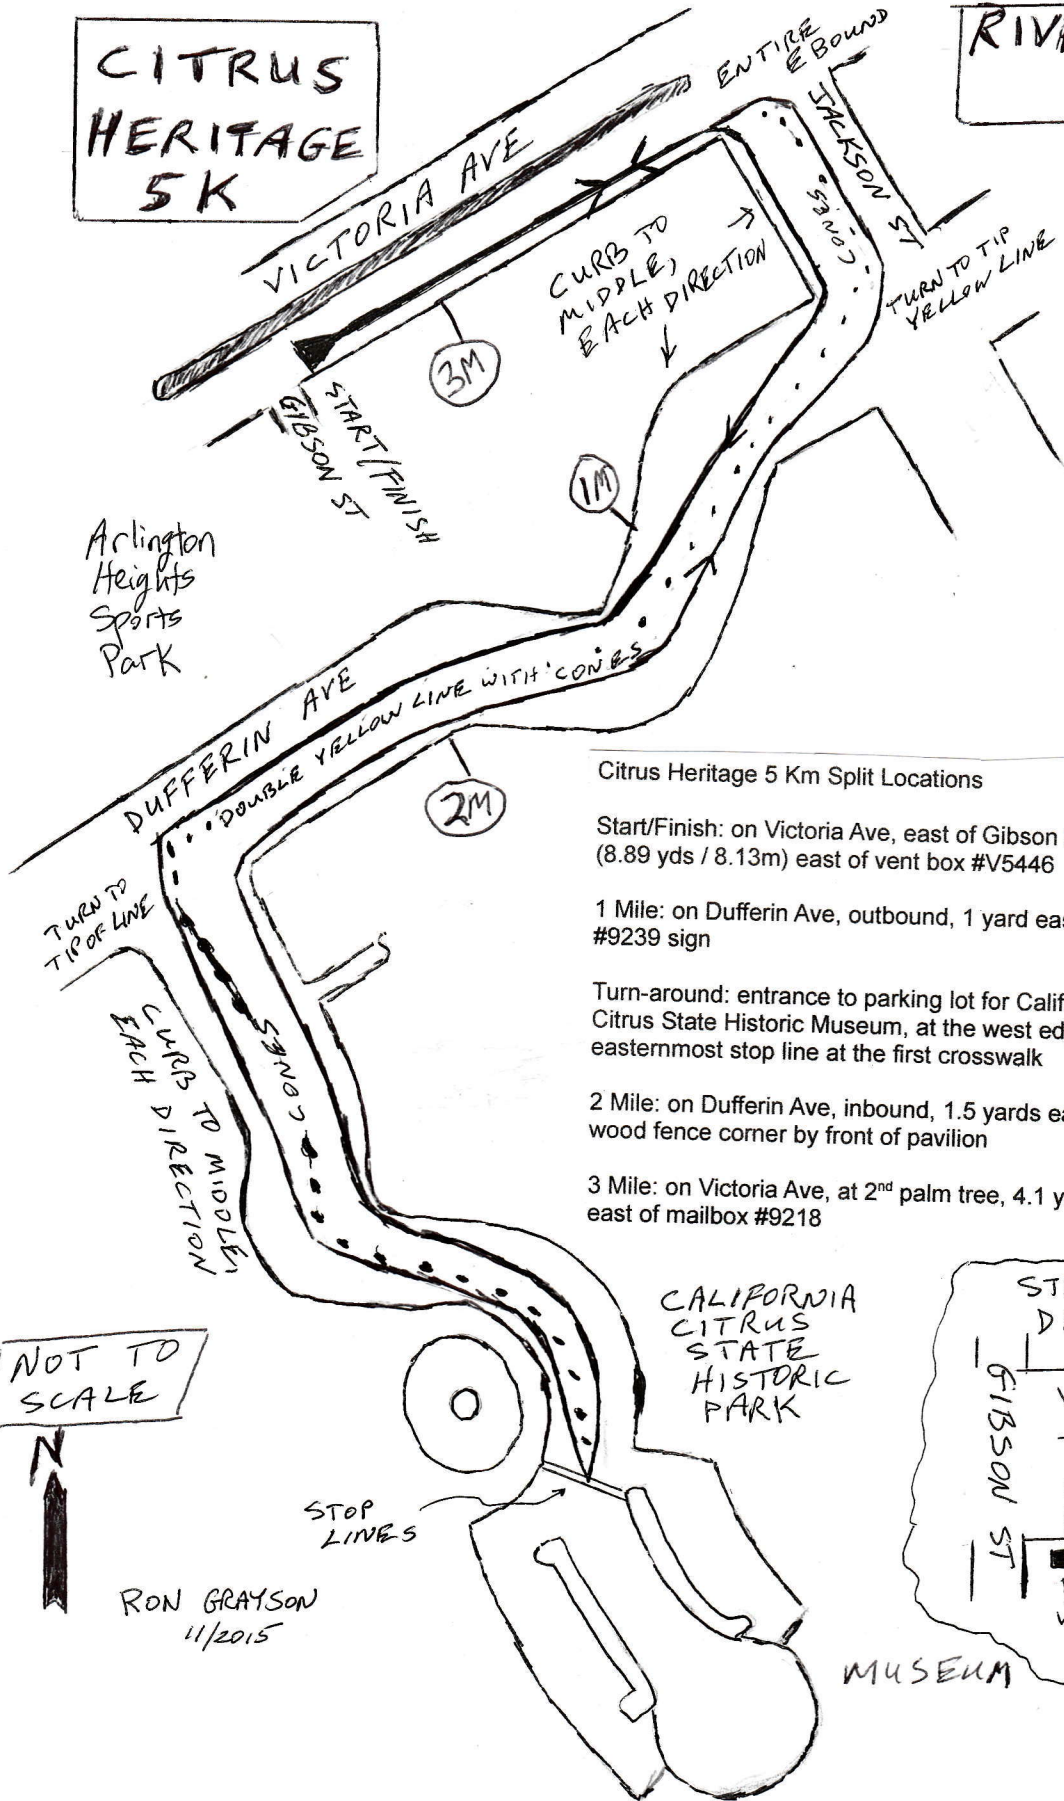 CITRUS
HERITAGE
5K
VICTORIA AVE
ENTIRE
EBOUND
JACKSON ST
CONES
TURN TO TIP
YELLOW LINE
CURB TO
MIDDLE,
EACH DIRECTION
3M
START/FINISH
GIBSON ST
1M
Arlington
Heights
Sports
Park
DUFFERIN AVE
DOUBLE YELLOW LINE WITH CONES
2M
TURN TO
TIP OF LINE
CURB TO MIDDLE,
EACH DIRECTION
CONES
Citrus Heritage 5 Km Split Locations
Start/Finish: on Victoria Ave, east of Gibson
(8.89 yds / 8.13m) east of vent box #V5446
1 Mile: on Dufferin Ave, outbound, 1 yard
#9239 sign
Turn-around: entrance to parking lot for
Citrus State Historic Museum, at the west
easternmost stop line at the first crosswalk
2 Mile: on Dufferin Ave, inbound, 1.5 yards
wood fence corner by front of pavilion
3 Mile: on Victoria Ave, at 2nd palm tree, 4.1
east of mailbox #9218
CALIFORNIA
CITRUS
STATE
HISTORIC
PARK
NOT TO
SCALE
N
STOP
LINES
RON GRAYSON
11/2015
GIBSON ST
MUSEUM